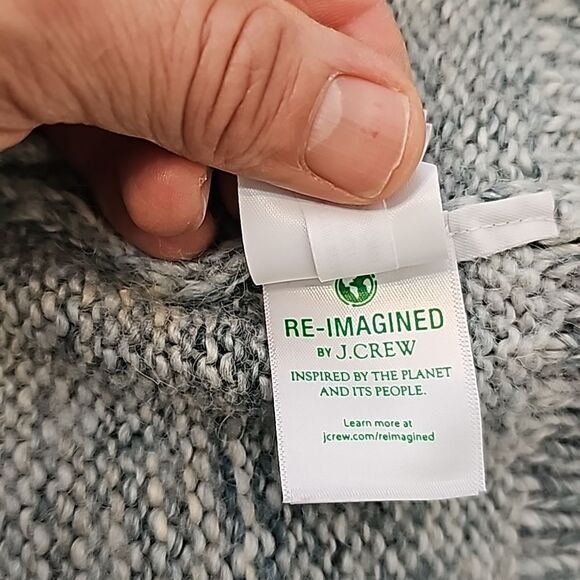 RE-IMAGINED
BY J.CREW
INSPIRED BY THE PLANET
AND ITS PEOPLE.
Learn more at
jcrew.com/reimagined